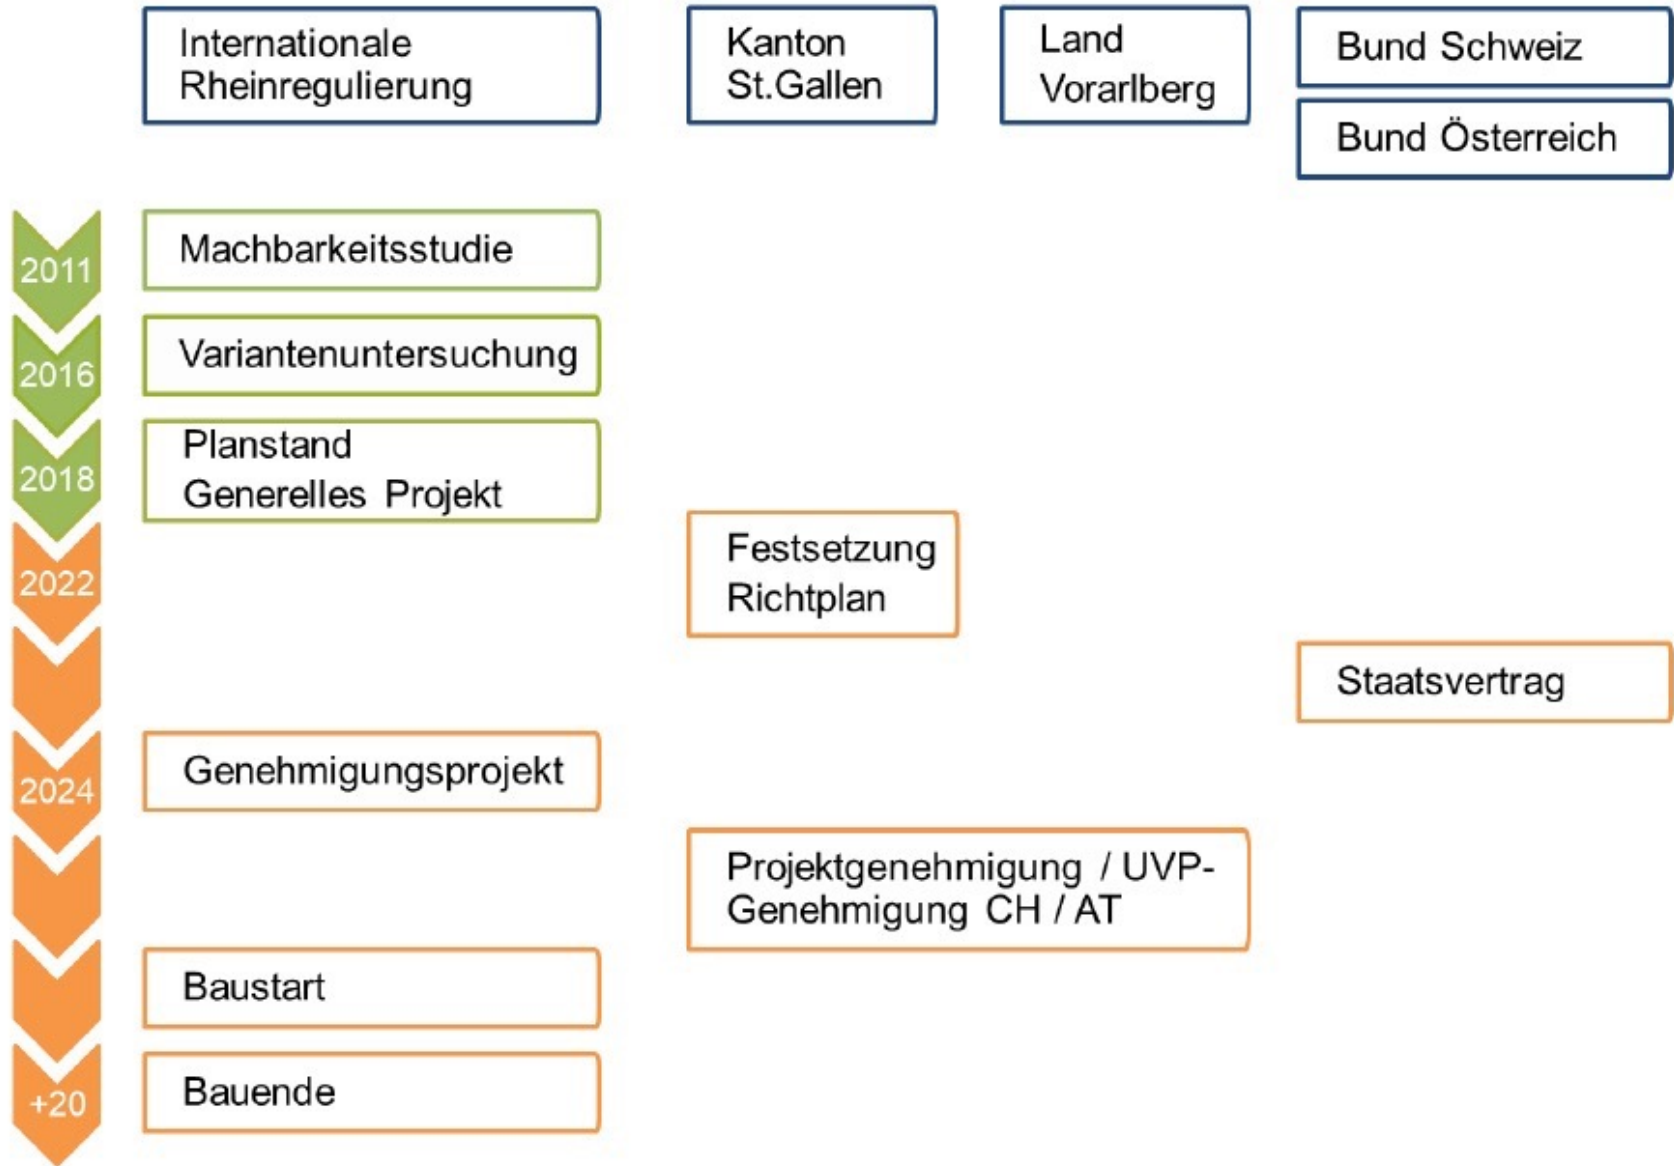 Internationale
Rheinregulierung
Kanton
St.Gallen
Land
Vorarlberg
Bund Schweiz
Bund Österreich
2011
Machbarkeitsstudie
2016
Variantenuntersuchung
2018
Planstand
Generelles Projekt
2022
Festsetzung
Richtplan
Staatsvertrag
2024
Genehmigungsprojekt
Projektgenehmigung / UVP-
Genehmigung CH / AT
Baustart
+20
Bauende